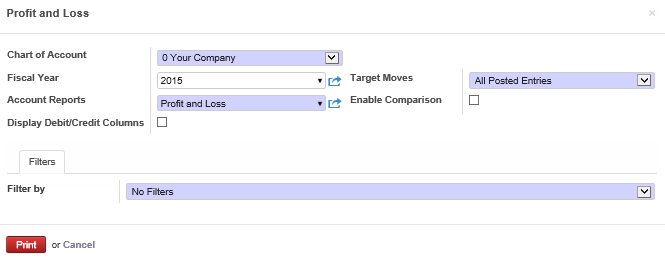 Profit and Loss ×
Chart of Account 0 Your Company
Fiscal Year 2015 Target Moves All Posted Entries
Account Reports Profit and Loss Enable Comparison
Display Debit/Credit Columns
Filters
Filter by No Filters
Print or Cancel